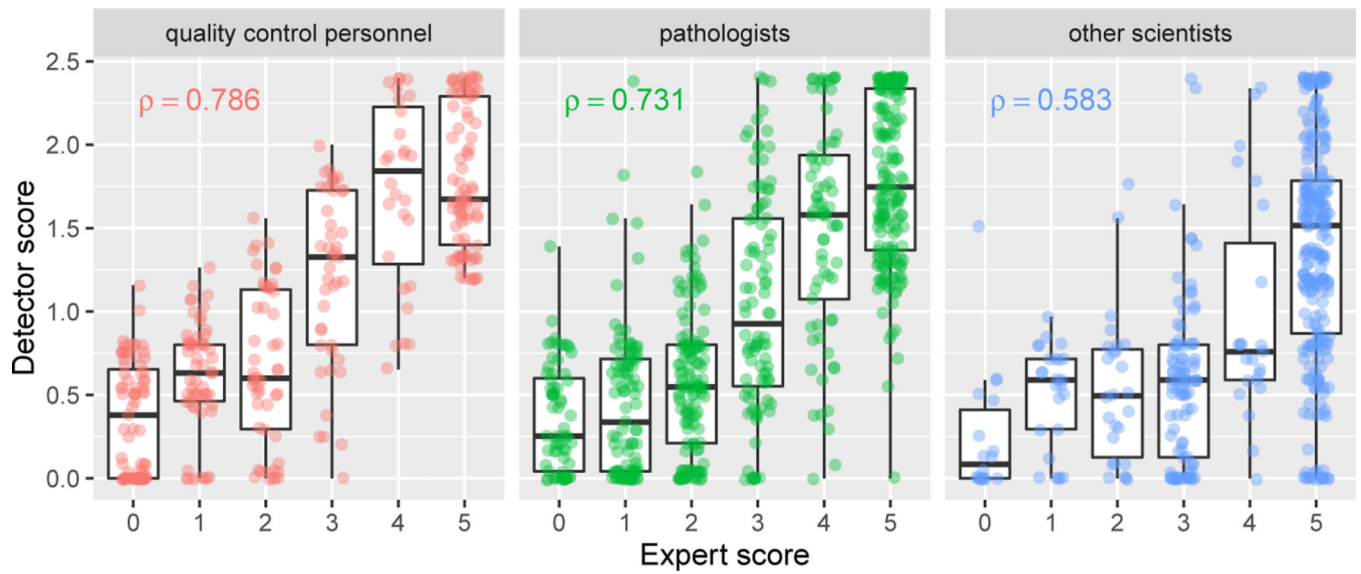 quality control personnel pathologists other scientists
2.5
ρ = 0.786 ρ = 0.731 ρ = 0.583
2.0
1.5
1.0
0.5
0.0
Detector score
0 1 2 3 4 5 0 1 2 3 4 5 0 1 2 3 4 5
Expert score